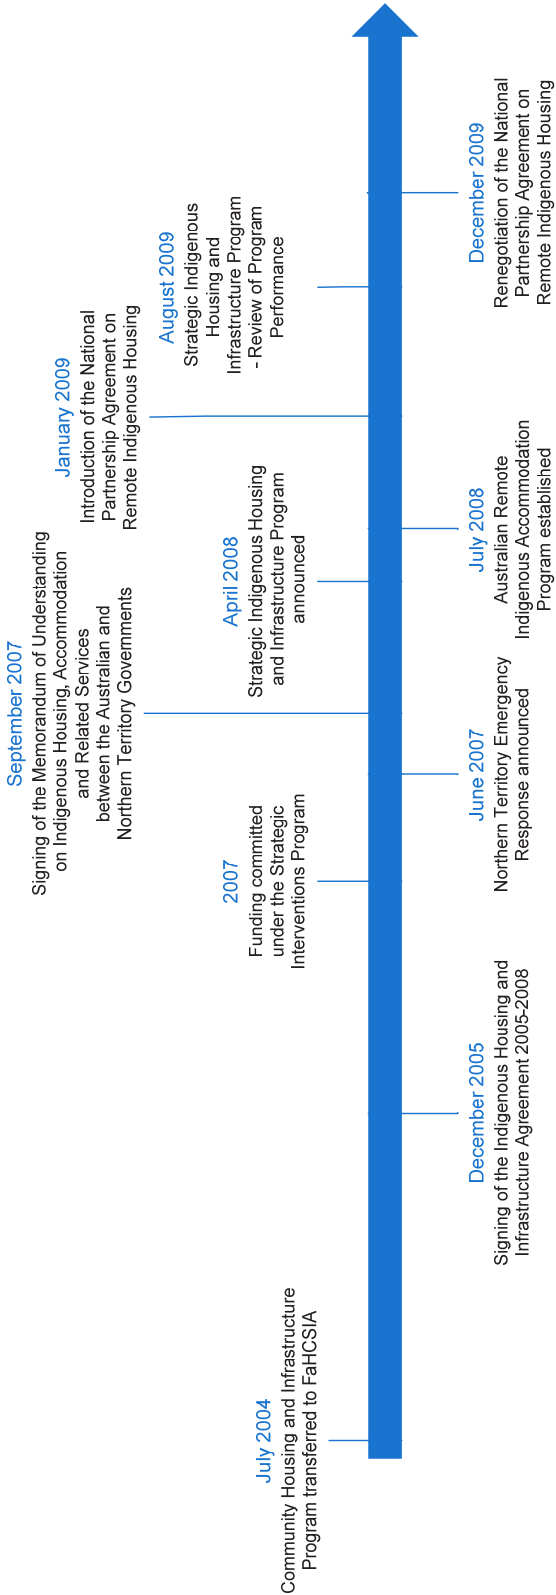 July 2004
Community Housing and Infrastructure
Program transferred to FaHCSIA
December 2005
Signing of the Indigenous Housing and
Infrastructure Agreement 2005-2008
2007
Funding committed
under the Strategic
Interventions Program
June 2007
Northern Territory Emergency
Response announced
September 2007
Signing of the Memorandum of Understanding
on Indigenous Housing, Accommodation
and Related Services
between the Australian and
Northern Territory Governments
April 2008
Strategic Indigenous Housing
and Infrastructure Program
announced
July 2008
Australian Remote
Indigenous Accommodation
Program established
January 2009
Introduction of the National
Partnership Agreement on
Remote Indigenous Housing
August 2009
Strategic Indigenous
Housing and
Infrastructure Program
- Review of Program
Performance
December 2009
Renegotiation of the National
Partnership Agreement on
Remote Indigenous Housing